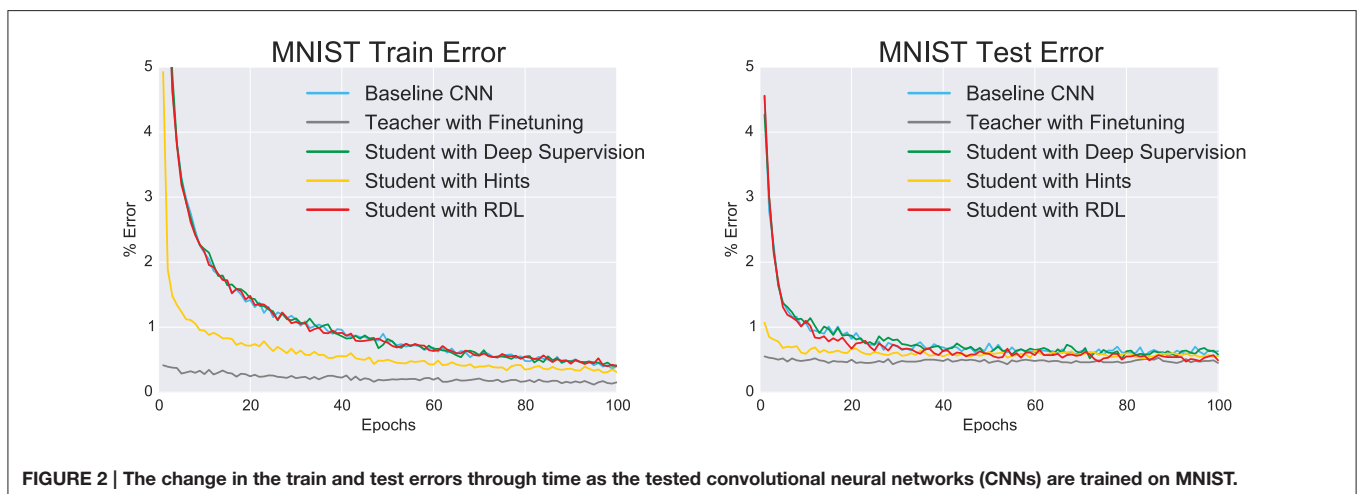 MNIST Train Error
5
4
3
2
1
0
% Error
Baseline CNN
Teacher with Finetuning
Student with Deep Supervision
Student with Hints
Student with RDL
0 20 40 60 80 100
Epochs
MNIST Test Error
5
4
3
2
1
0
% Error
Baseline CNN
Teacher with Finetuning
Student with Deep Supervision
Student with Hints
Student with RDL
0 20 40 60 80 100
Epochs
FIGURE 2 | The change in the train and test errors through time as the tested convolutional neural networks (CNNs) are trained on MNIST.